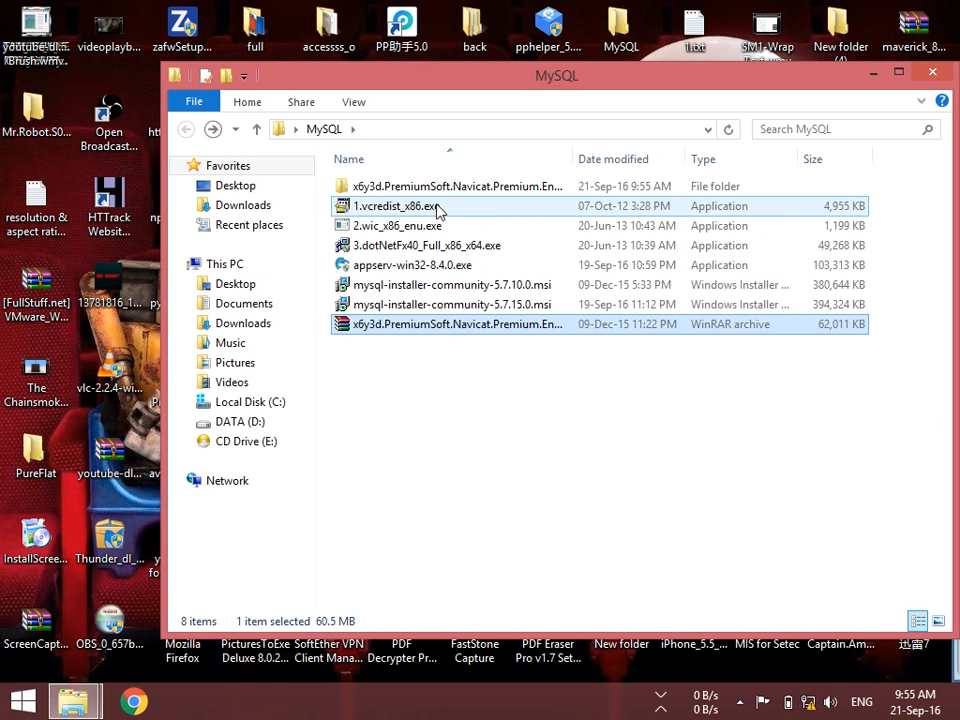 youtube-dl...
videoplayb...
zafwSetup...
full
accesss_o
PP助手5.0
back
pphelper_5....
MySQL
1.txt
SM1-Wrap
New folder
(4)
maverick_8...
Mr.Robot.S0...
Open
Broadcast...
resolution &
aspect ratio...
HTTrack
Websit...
[FullStuff.net]
VMware_W...
13781816_1...
The
Chainsmok...
vlc-2.2.4-wi...
PureFlat
youtube-dl...
InstallScree...
Thunder_dl_...
ScreenCapt...
OBS_0_657b...
MySQL
File
Home
Share
View
MySQL
Search MySQL
Name
Date modified
Type
Size
x6y3d.PremiumSoft.Navicat.Premium.En...
21-Sep-16 9:55 AM
File folder
1.vcredist_x86.exe
07-Oct-12 3:28 PM
Application
4,955 KB
2.wic_x86_enu.exe
20-Jun-13 10:43 AM
Application
1,199 KB
3.dotNetFx40_Full_x86_x64.exe
20-Jun-13 10:39 AM
Application
49,268 KB
appserv-win32-8.4.0.exe
19-Sep-16 10:59 PM
Application
103,313 KB
mysql-installer-community-5.7.10.0.msi
09-Dec-15 5:33 PM
Windows Installer ...
380,644 KB
mysql-installer-community-5.7.15.0.msi
19-Sep-16 11:12 PM
Windows Installer ...
394,324 KB
x6y3d.PremiumSoft.Navicat.Premium.En...
09-Dec-15 11:22 PM
WinRAR archive
62,011 KB
Favorites
Desktop
Downloads
Recent places
This PC
Desktop
Documents
Downloads
Music
Pictures
Videos
Local Disk (C:)
DATA (D:)
CD Drive (E:)
Network
8 items
1 item selected 60.5 MB
Mozilla
Firefox
PicturesToExe
Deluxe 8.0.2...
SoftEther VPN
Client Mana...
PDF
Decrypter Pr...
FastStone
Capture
PDF Eraser
Pro v1.7 Set...
New folder
iPhone_5.5_...
MIS for Setec
Captain.Am...
迅雷7
0 B/s
0 B/s
ENG
9:55 AM
21-Sep-16